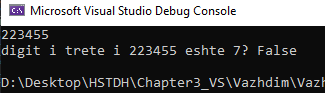 Microsoft Visual Studio Debug Console
223455
digit i trete i 223455 eshte 7? False
D:\Desktop\HSTDH\Chapter3_VS\Vazhdim\Vazh